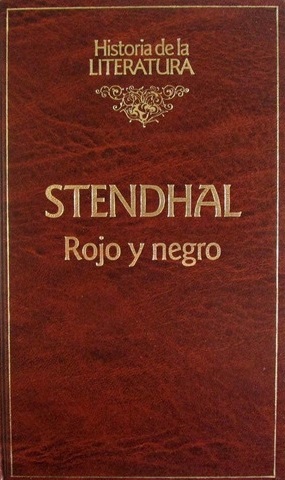 Historia de la
LITERATURA
STENDHAL
Rojo y negro